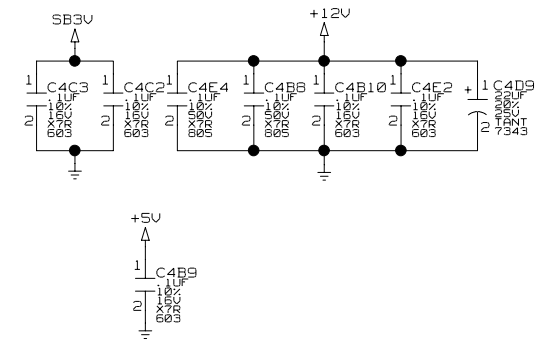 SB3V
+12V
1 C4C3
.1UF
10%
16V
2 X7R
603
1 C4C2
.1UF
10%
16V
2 X7R
603
1 C4E4
.1UF
10%
50V
2 X7R
805
1 C4B8
.1UF
10%
50V
2 X7R
805
1 C4B10
.1UF
10%
16V
2 X7R
603
1 C4E2
.1UF
10%
16V
2 X7R
603
+ 1 C4D9
22UF
20%
25V
2 TANT
7343
+5V
1 C4B9
.1UF
10%
16V
2 X7R
603